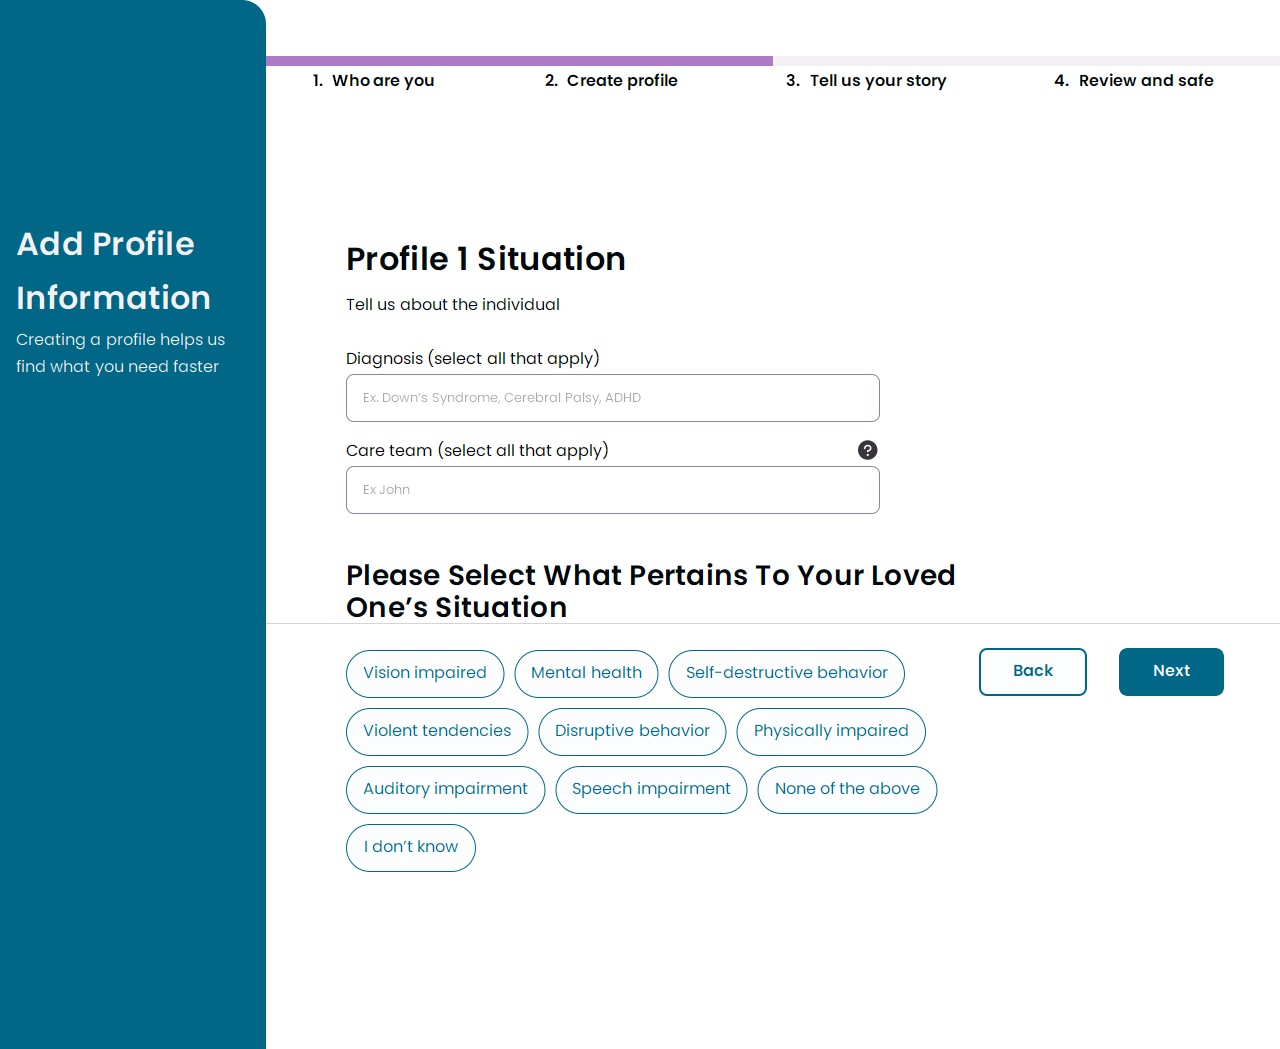 1. Who are you
2. Create profile
3. Tell us your story
4. Review and safe
Add Profile
Information
Creating a profile helps us
find what you need faster
Profile 1 Situation
Tell us about the individual
Diagnosis (select all that apply)
Ex. Down’s Syndrome, Cerebral Palsy, ADHD
Care team (select all that apply)
?
Ex John
Please Select What Pertains To Your Loved
One’s Situation
Vision impaired
Mental health
Self-destructive behavior
Back
Next
Violent tendencies
Disruptive behavior
Physically impaired
Auditory impairment
Speech impairment
None of the above
I don’t know